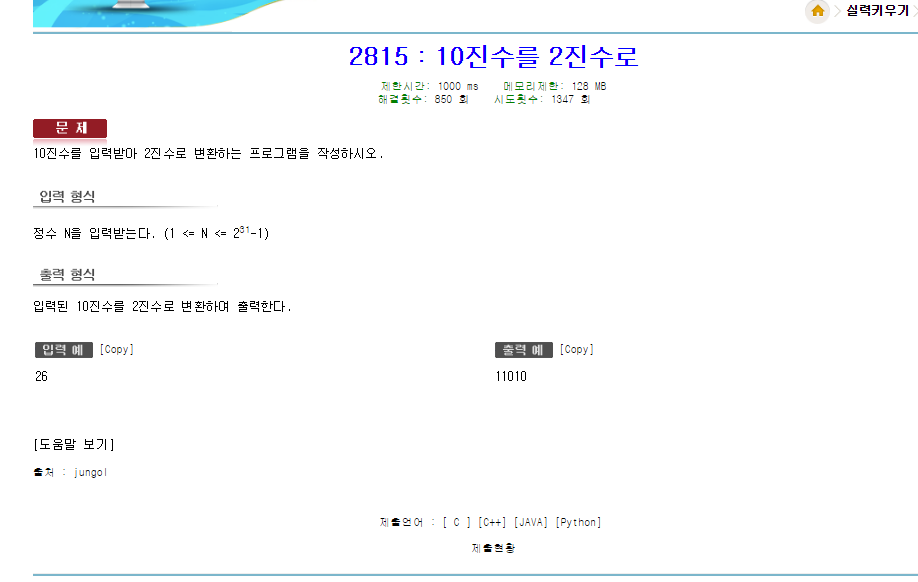 실력키우기
2815 : 10진수를 2진수로
제한시간: 1000 ms 메모리제한: 128 MB
해결횟수: 850 회 시도횟수: 1347 회
문 제
10진수를 입력받아 2진수로 변환하는 프로그램을 작성하시오.
입력 형식
정수 N을 입력받는다. (1 <= N <= 2³¹-1)
출력 형식
입력된 10진수를 2진수로 변환하여 출력한다.
입력 예 [Copy] 출력 예 [Copy]
26 11010
[도움말 보기]
출처 : jungol
제출언어 : [ C ] [C++] [JAVA] [Python]
제출현황